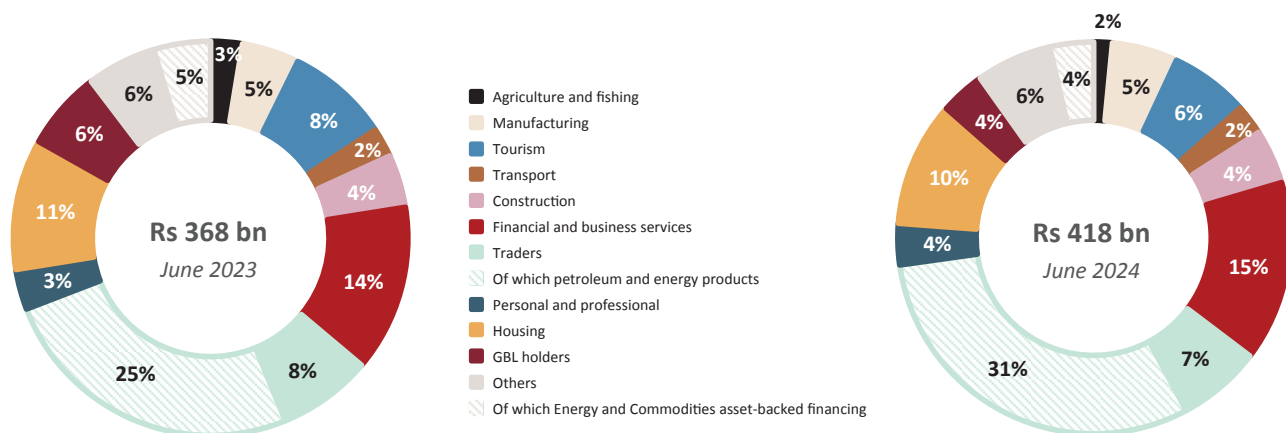 3%
5%
8%
2%
4%
14%
8%
25%
3%
11%
6%
6%
5%
Rs 368 bn
June 2023
Agriculture and fishing
Manufacturing
Tourism
Transport
Construction
Financial and business services
Traders
Of which petroleum and energy products
Personal and professional
Housing
GBL holders
Others
Of which Energy and Commodities asset-backed financing
2%
5%
6%
2%
4%
15%
7%
31%
4%
10%
4%
6%
4%
Rs 418 bn
June 2024